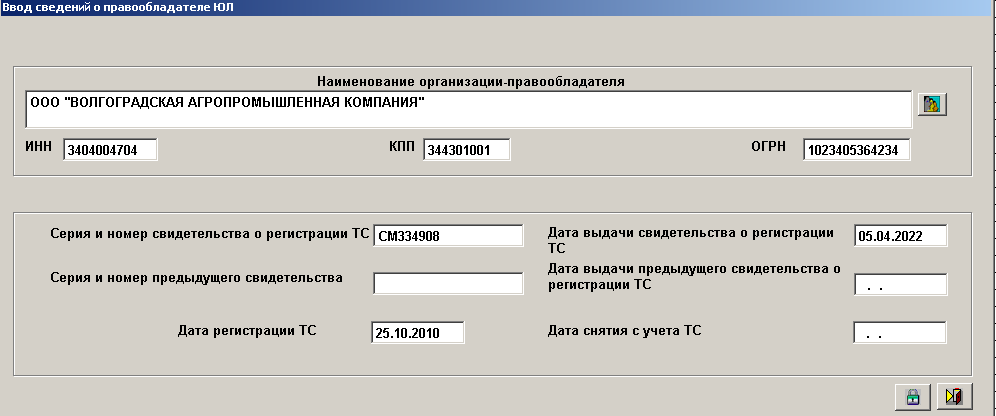 Ввод сведений о правообладателе ЮЛ
Наименование организации-правообладателя
ООО "ВОЛГОГРАДСКАЯ АГРОПРОМЫШЛЕННАЯ КОМПАНИЯ"
ИНН 3404004704 КПП 344301001 ОГРН 1023405364234
Серия и номер свидетельства о регистрации ТС СМ334908 Дата выдачи свидетельства о регистрации
ТС 05.04.2022
Серия и номер предыдущего свидетельства Дата выдачи предыдущего свидетельства о
регистрации ТС . .
Дата регистрации ТС 25.10.2010 Дата снятия с учета ТС . .